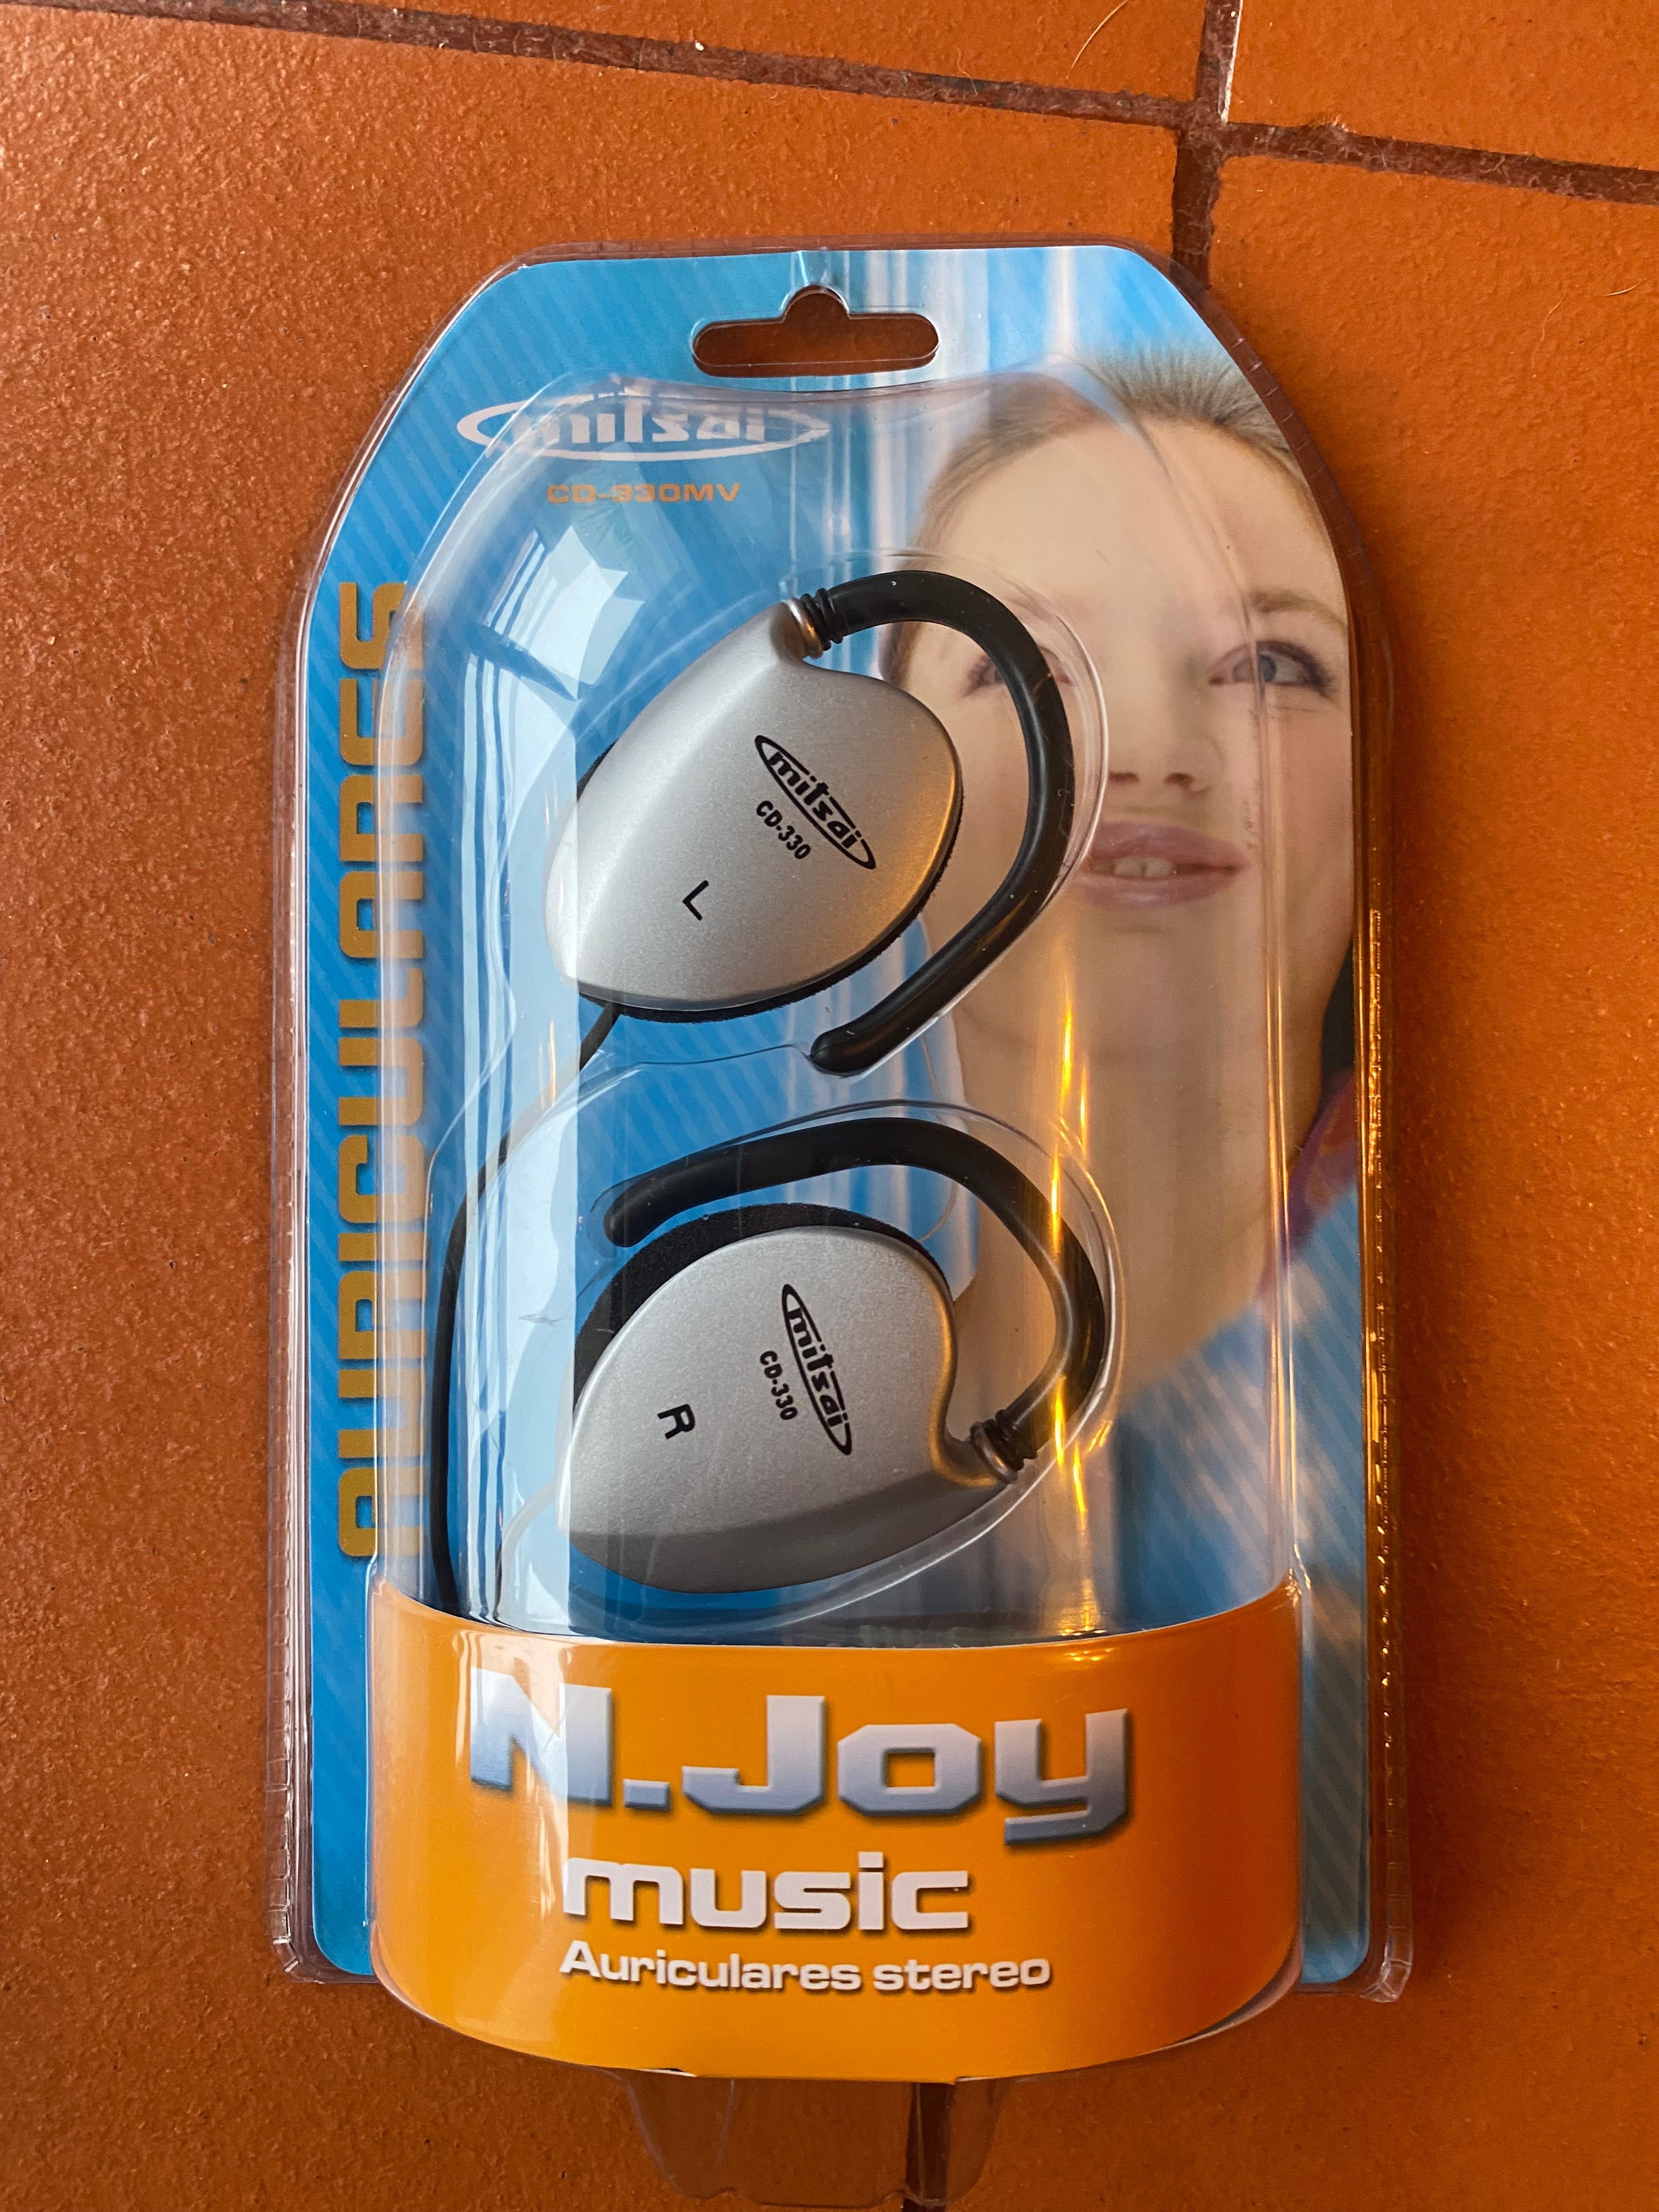 mitsai
CD-330MV
AURICULARES
mitsai
CD-330
L
mitsai
CD-330
R
N.Joy
music
Auriculares stereo